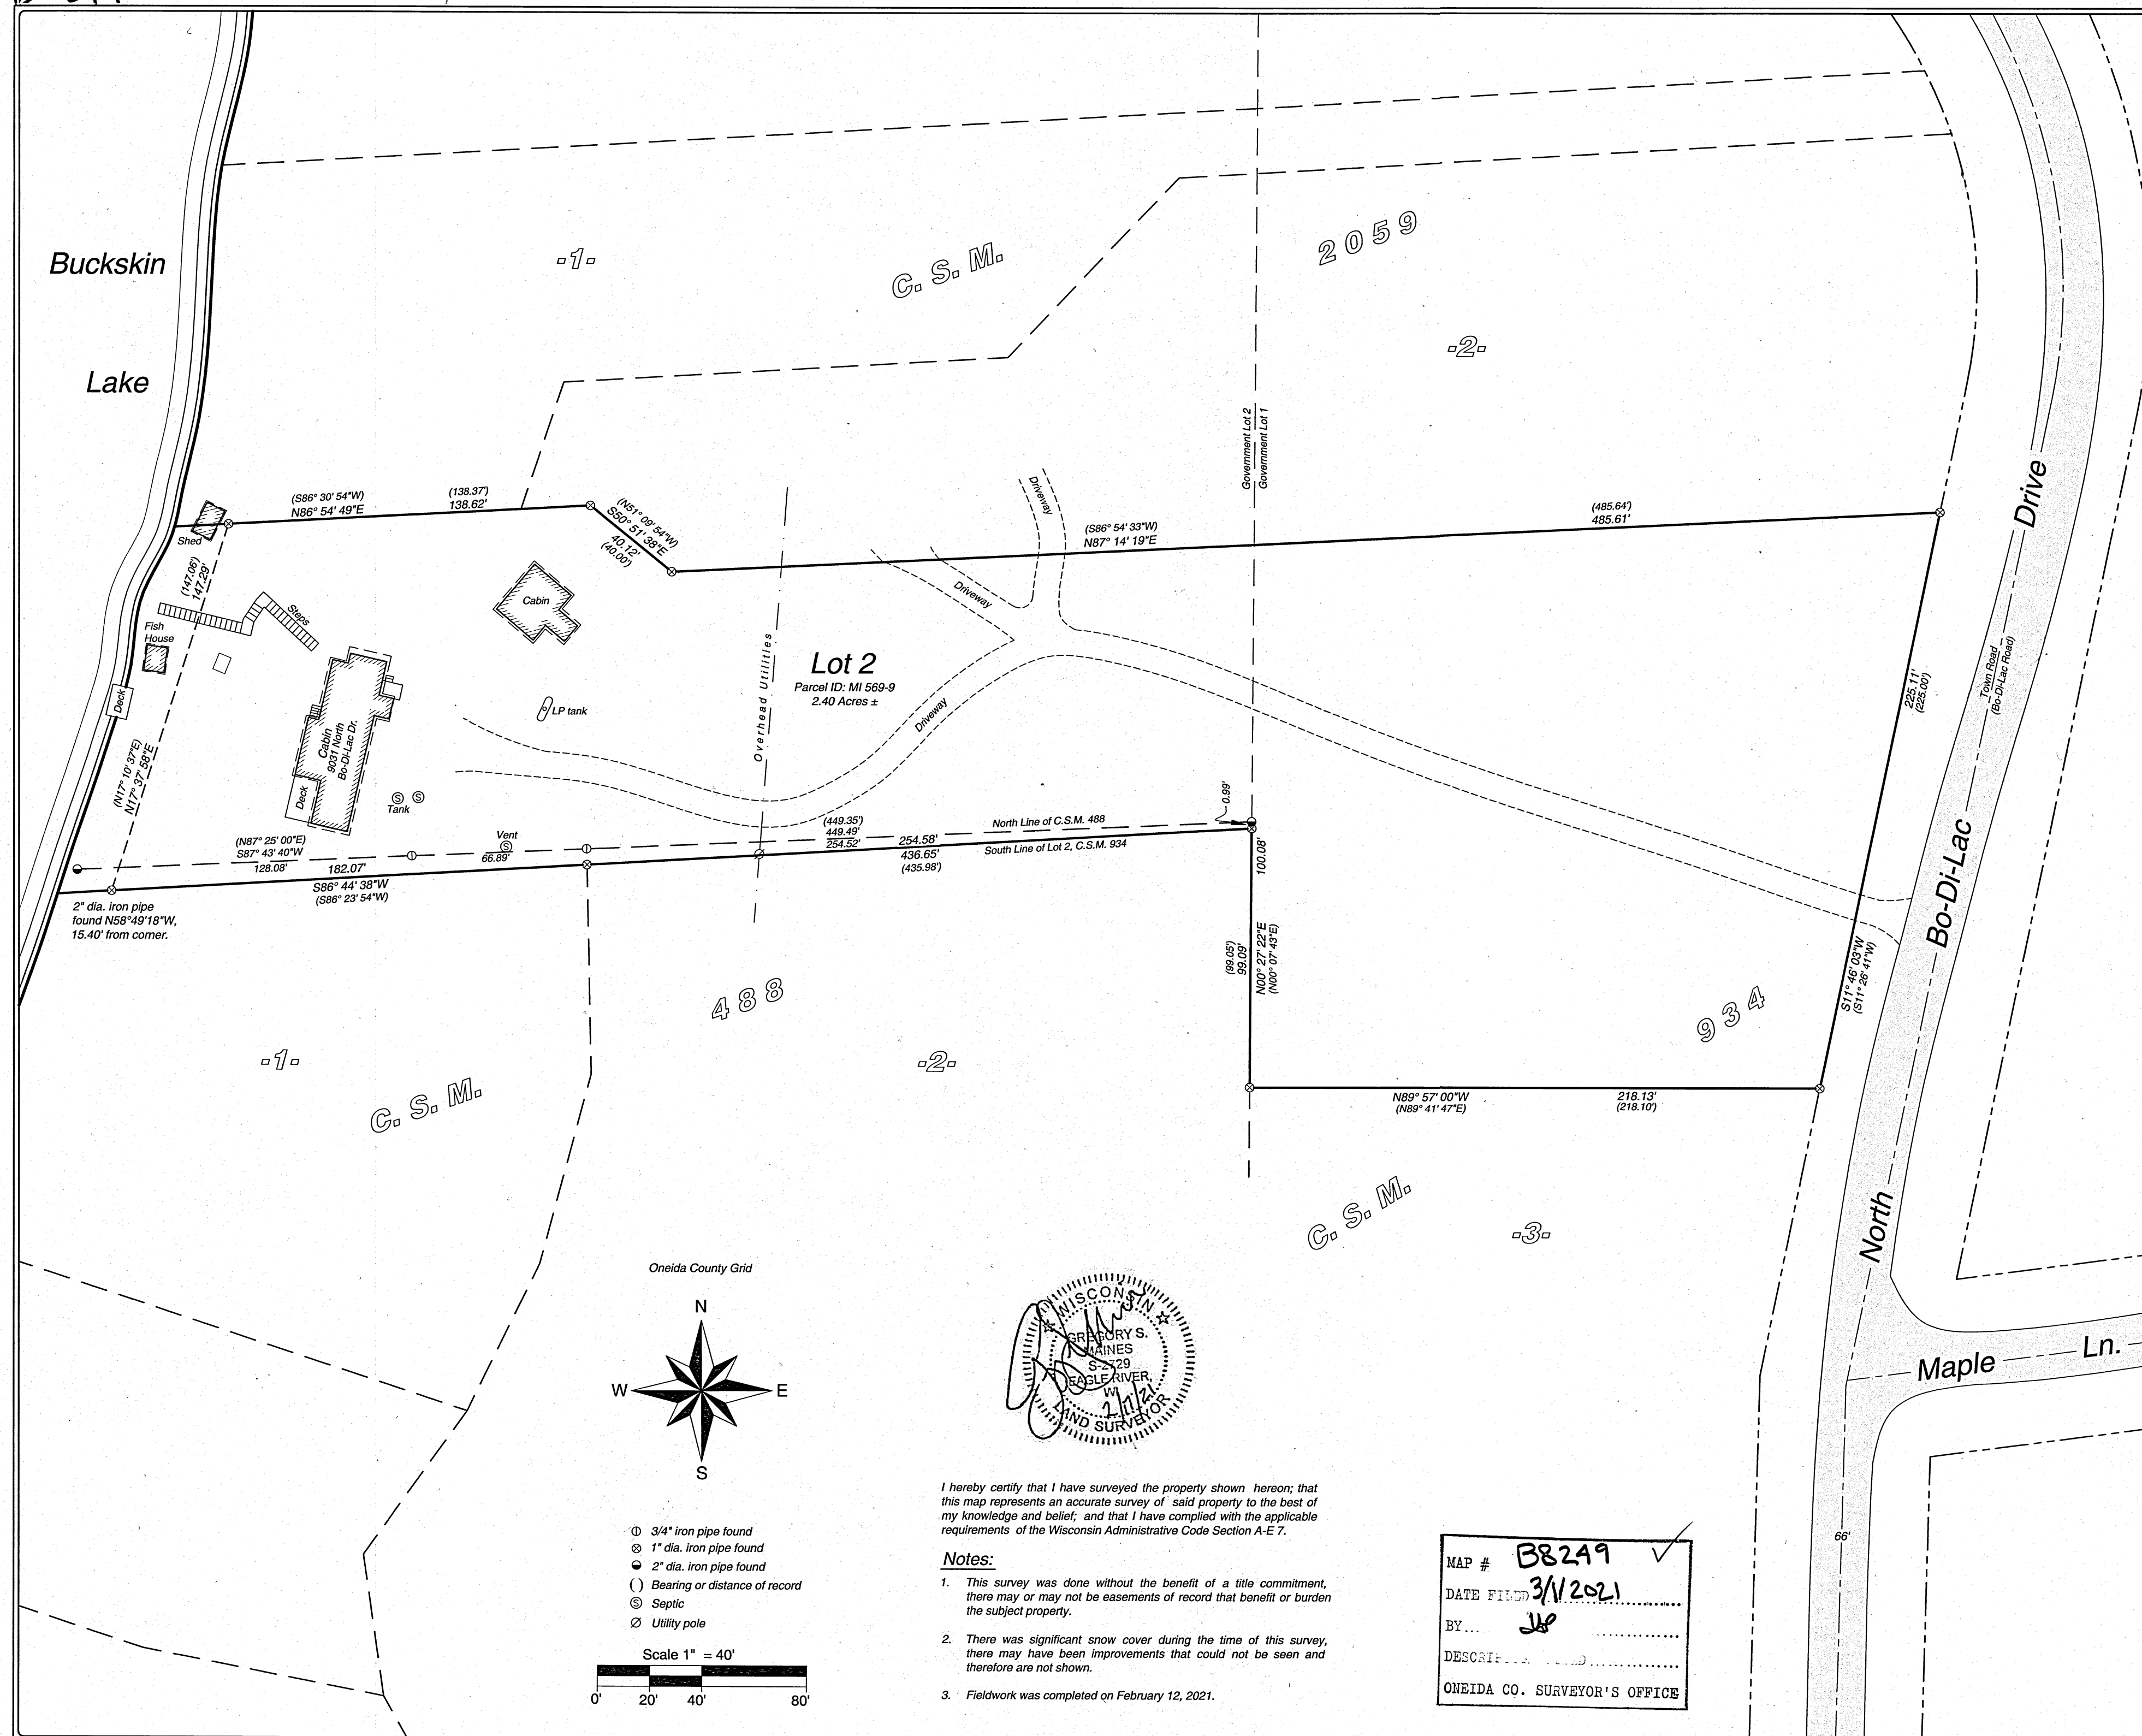 Buckskin
Lake
-1-
C. S. M.
2059
-2-
Government Lot 2
Government Lot 1
Drive
(S86° 30' 54"W)
N86° 54' 49"E
(138.37')
138.62'
(N51° 09' 54"W)
S50° 51' 38"E
40.12'
(40.00')
(S86° 54' 33"W)
N87° 14' 19"E
(485.64')
485.61'
Shed
(147.06')
147.29'
Steps
Fish
House
Deck
(N17° 10' 37"E)
N17° 37' 58"E
Cabin
Cabin
9031 North
Bo-Di-Lac Dr.
Deck
LP tank
Tank
Overhead Utilities
Lot 2
Parcel ID: MI 569-9
2.40 Acres ±
Driveway
Driveway
Driveway
225.11'
(225.00')
Town Road
(Bo-Di-Lac Road)
Bo-Di-Lac
0.99'
(N87° 25' 00"E)
S87° 43' 40"W
128.08'
182.07'
Vent
66.89'
(449.35')
449.49'
254.52'
254.58'
436.65'
(435.98')
North Line of C.S.M. 488
South Line of Lot 2, C.S.M. 934
S86° 44' 38"W
(S86° 23' 54"W)
2" dia. iron pipe
found N58°49'18"W,
15.40' from corner.
100.08'
(99.05')
99.09'
N00° 27' 22"E
(N00° 07' 43"E)
S11° 46' 03"W
(S11° 26' 41"W)
488
934
-1-
C. S. M.
-2-
N89° 57' 00"W
(N89° 41' 47"E)
218.13'
(218.10')
C. S. M.
-3-
North
Maple Ln.
66'
Oneida County Grid
N
W
E
S
WISCONSIN
GREGORY S.
MAINES
S-2729
EAGLE RIVER,
WI
LAND SURVEYOR
I hereby certify that I have surveyed the property shown hereon; that
this map represents an accurate survey of said property to the best of
my knowledge and belief; and that I have complied with the applicable
requirements of the Wisconsin Administrative Code Section A-E 7.
Notes:
1. This survey was done without the benefit of a title commitment,
there may or may not be easements of record that benefit or burden
the subject property.
2. There was significant snow cover during the time of this survey,
there may have been improvements that could not be seen and
therefore are not shown.
3. Fieldwork was completed on February 12, 2021.
3/4" iron pipe found
1" dia. iron pipe found
2" dia. iron pipe found
( ) Bearing or distance of record
Ⓢ Septic
Utility pole
Scale 1" = 40'
0' 20' 40' 80'
MAP # B8249
DATE FILED 3/1/2021
BY
ONEIDA CO. SURVEYOR'S OFFICE